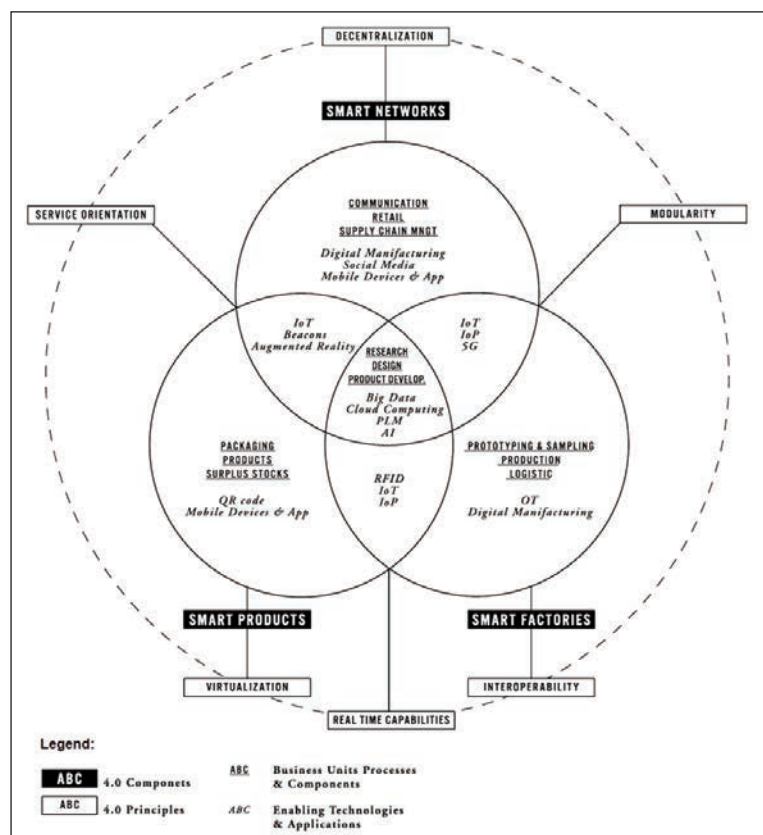 DECENTRALIZATION
SMART NETWORKS
SERVICE ORIENTATION
MODULARITY
COMMUNICATION
RETAIL
SUPPLY CHAIN MNGT
Digital Manifacturing
Social Media
Mobile Devices & App
IoT
Beacons
Augmented Reality
IoT
IoP
5G
RESEARCH
DESIGN
PRODUCT DEVELOP.
Big Data
Cloud Computing
PLM
AI
PACKAGING
PRODUCTS
SURPLUS STOCKS
QR code
Mobile Devices & App
RFID
IoT
IoP
PROTOTYPING & SAMPLING
PRODUCTION
LOGISTIC
OT
Digital Manifacturing
SMART PRODUCTS
SMART FACTORIES
VIRTUALIZATION
INTEROPERABILITY
REAL TIME CAPABILITIES
Legend:
ABC 4.0 Componets
ABC 4.0 Principles
ABC Business Units Processes
& Components
ABC Enabling Technologies
& Applications